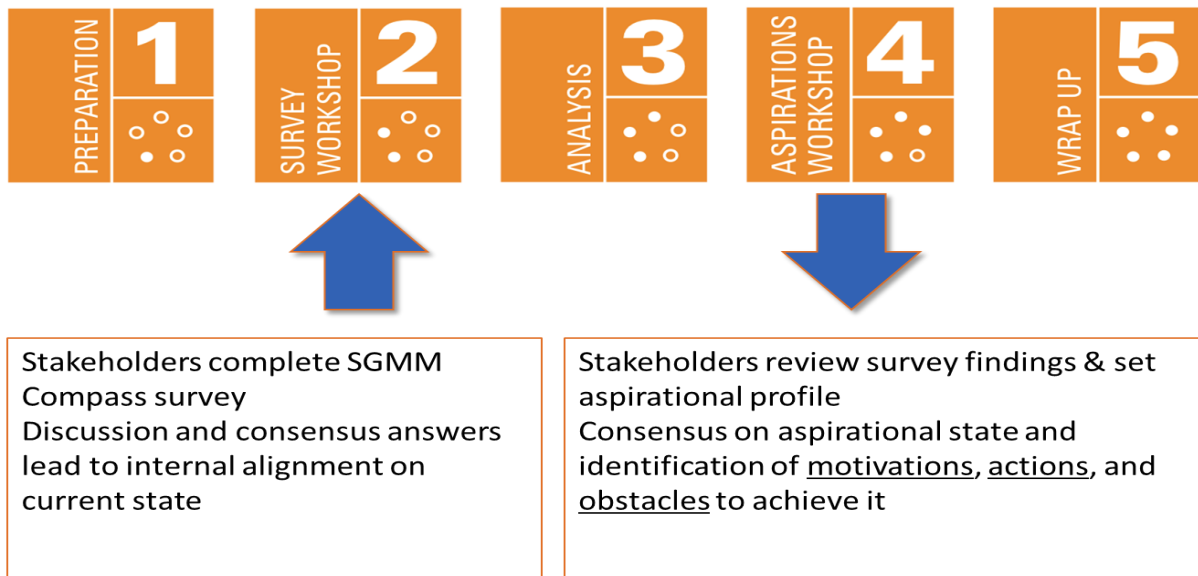 PREPARATION
1
SURVEY
WORKSHOP
2
ANALYSIS
3
ASPIRATIONS
WORKSHOP
4
WRAP UP
5
Stakeholders complete SGMM
Compass survey
Discussion and consensus answers
lead to internal alignment on
current state
Stakeholders review survey findings & set
aspirational profile
Consensus on aspirational state and
identification of motivations, actions, and
obstacles to achieve it